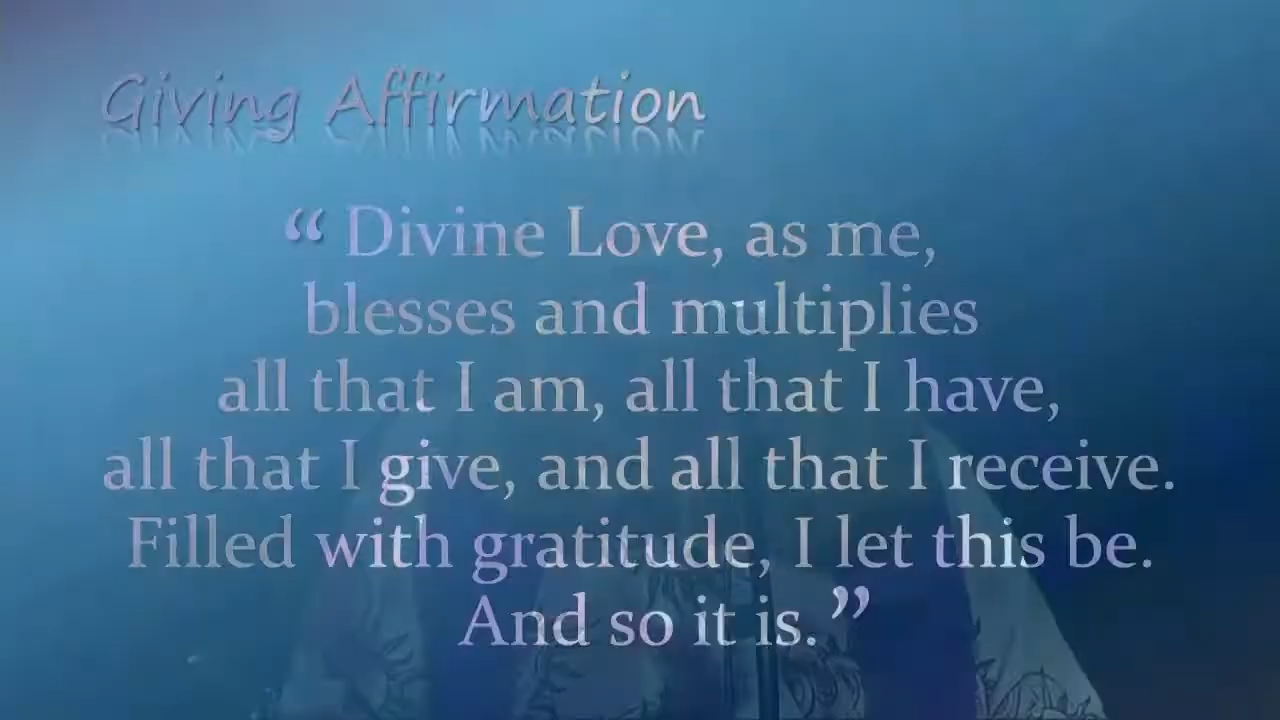 Giving Affirmation
“ Divine Love, as me,
blesses and multiplies
all that I am, all that I have,
all that I give, and all that I receive.
Filled with gratitude, I let this be.
And so it is.”